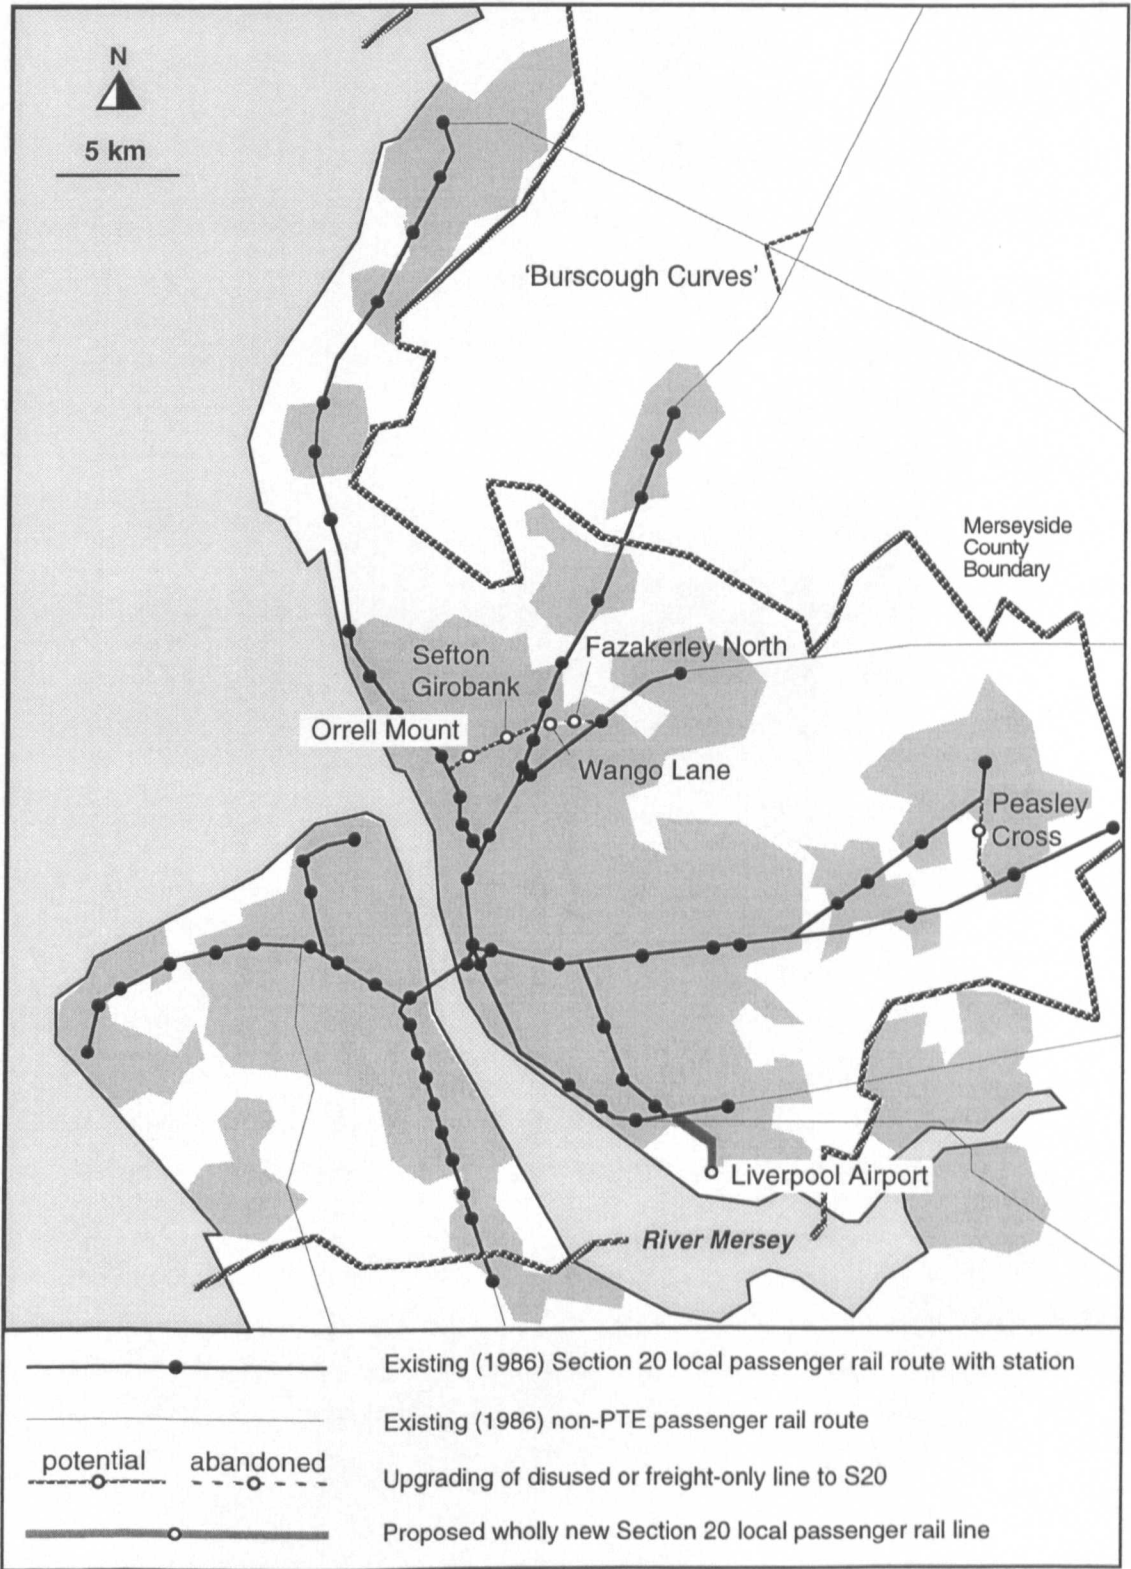 N
5 km
'Burscough Curves'
Merseyside
County
Boundary
Sefton
Girobank
Fazakerley North
Orrell Mount
Wango Lane
Peasley
Cross
Liverpool Airport
River Mersey
Existing (1986) Section 20 local passenger rail route with station
Existing (1986) non-PTE passenger rail route
potential abandoned
Upgrading of disused or freight-only line to S20
Proposed wholly new Section 20 local passenger rail line